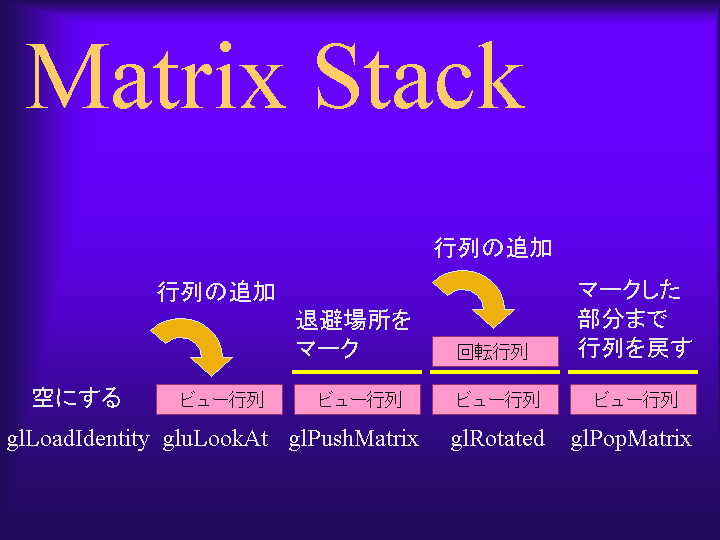 Matrix Stack
行列の追加
行列の追加
退避場所を
マーク
マークした
部分まで
行列を戻す
回転行列
空にする
ビュー行列
ビュー行列
ビュー行列
ビュー行列
glLoadIdentity
gluLookAt
glPushMatrix
glRotated
glPopMatrix